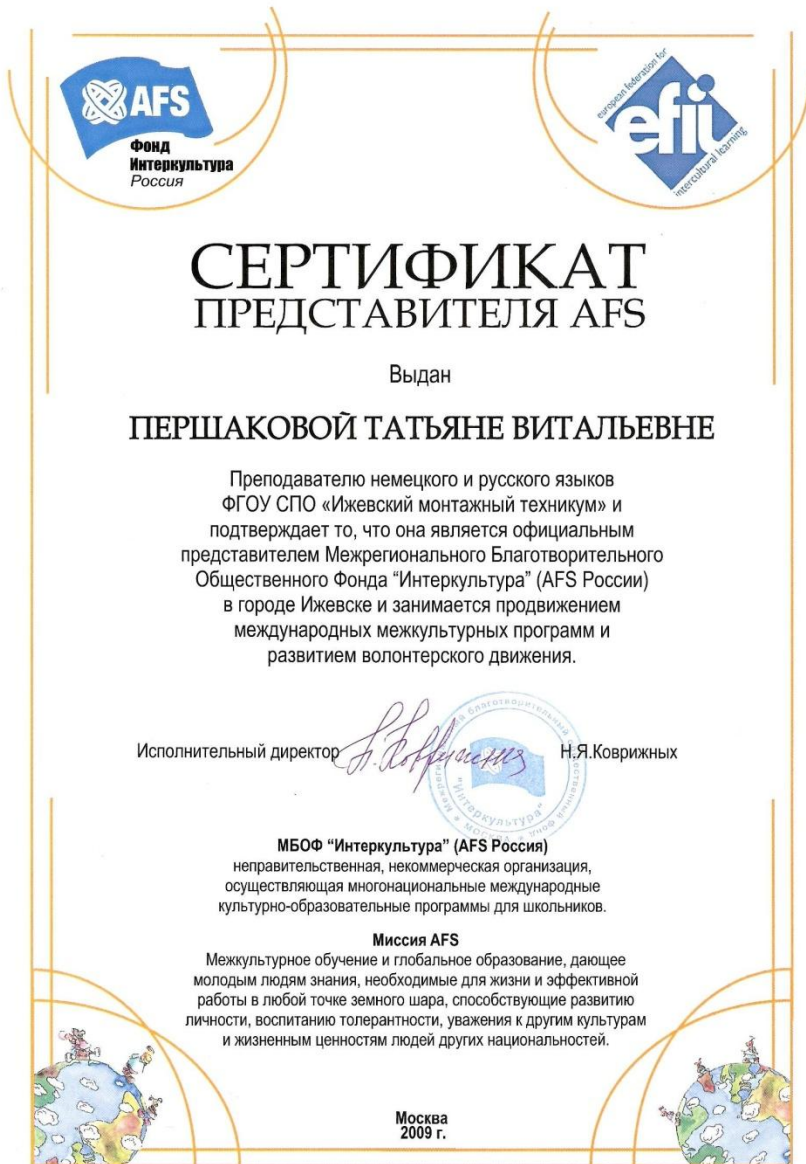 AFS
Фонд
Интеркультура
Россия
european federation for
efil
intercultural learning
СЕРТИФИКАТ
ПРЕДСТАВИТЕЛЯ AFS
Выдан
ПЕРШАКОВОЙ ТАТЬЯНЕ ВИТАЛЬЕВНЕ
Преподавателю немецкого и русского языков
ФГОУ СПО «Ижевский монтажный техникум» и
подтверждает то, что она является официальным
представителем Межрегионального Благотворительного
Общественного Фонда “Интеркультура” (AFS России)
в городе Ижевске и занимается продвижением
международных межкультурных программ и
развитием волонтерского движения.
Исполнительный директор
Н.Я.Коврижных
благотворительный общественный фонд
"Интеркультура"
МОСКВА
МБОФ “Интеркультура” (AFS Россия)
неправительственная, некоммерческая организация,
осуществляющая многонациональные международные
культурно-образовательные программы для школьников.
Миссия AFS
Межкультурное обучение и глобальное образование, дающее
молодым людям знания, необходимые для жизни и эффективной
работы в любой точке земного шара, способствующие развитию
личности, воспитанию толерантности, уважения к другим культурам
и жизненным ценностям людей других национальностей.
Москва
2009 г.